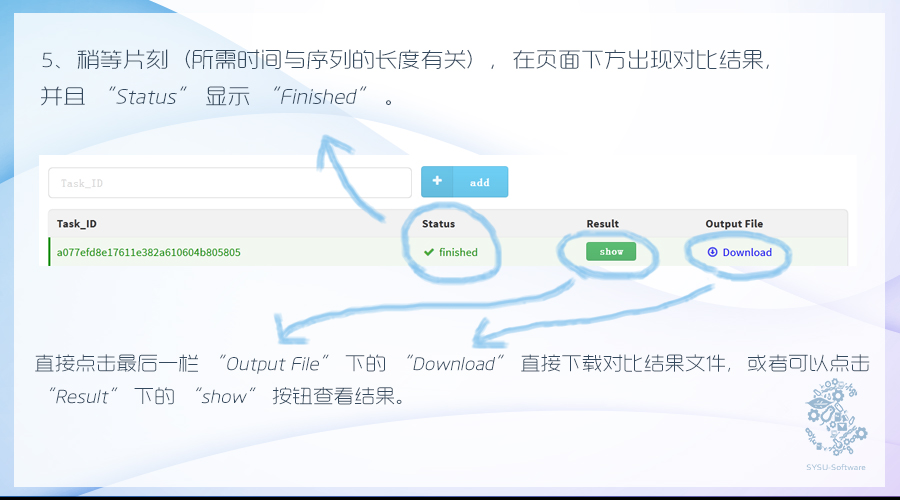 5、稍等片刻（所需时间与序列的长度有关），在页面下方出现对比结果，
并且 “Status” 显示 “Finished” 。
Task_ID
+ add
Task_ID Status Result Output File
a077efd8e17611e382a610604b805805 finished show Download
直接点击最后一栏 “Output File” 下的 “Download” 直接下载对比结果文件，或者可以点击
“Result” 下的 “show” 按钮查看结果。
SYSU-Software